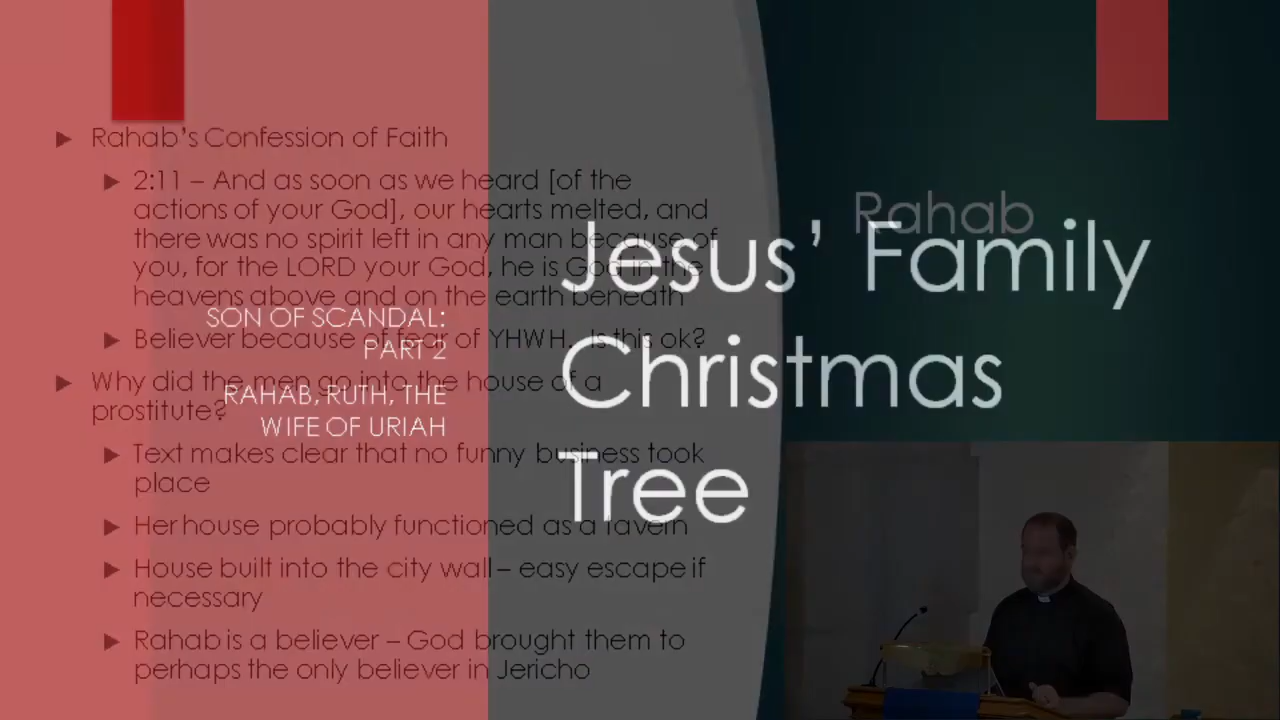 Rahab's Confession of Faith
2:11 – And as soon as we heard [of the
actions of your God], our hearts melted, and
there was no spirit left in any man because of
you, for the LORD your God, he is God in the
heavens above and on the earth beneath
Believer because of fear of YHWH. Is this ok?
Why did the men go into the house of a
prostitute?
Text makes clear that no funny business took
place
Her house probably functioned as a tavern
House built into the city wall – easy escape if
necessary
Rahab is a believer – God brought them to
perhaps the only believer in Jericho
SON OF SCANDAL:
PART 2
RAHAB, RUTH, THE
WIFE OF URIAH
Rahab
Jesus' Family
Christmas
Tree